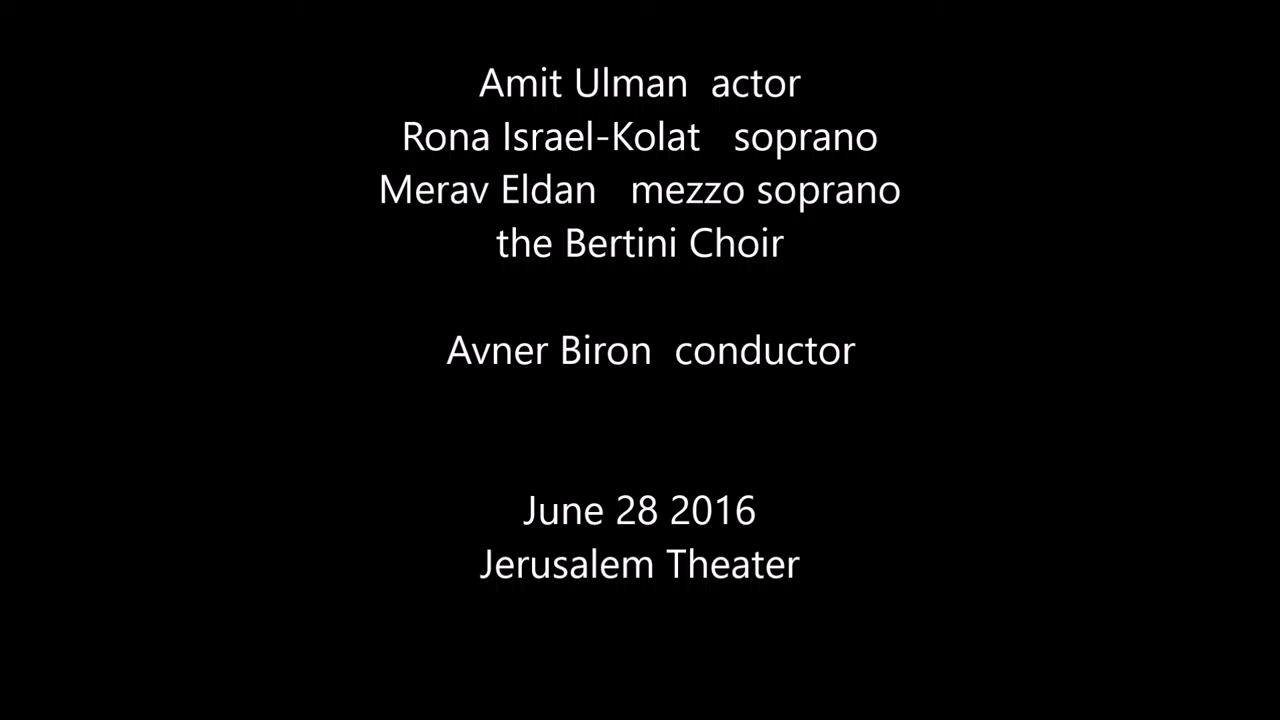 Amit Ulman actor
Rona Israel-Kolat soprano
Merav Eldan mezzo soprano
the Bertini Choir
Avner Biron conductor
June 28 2016
Jerusalem Theater